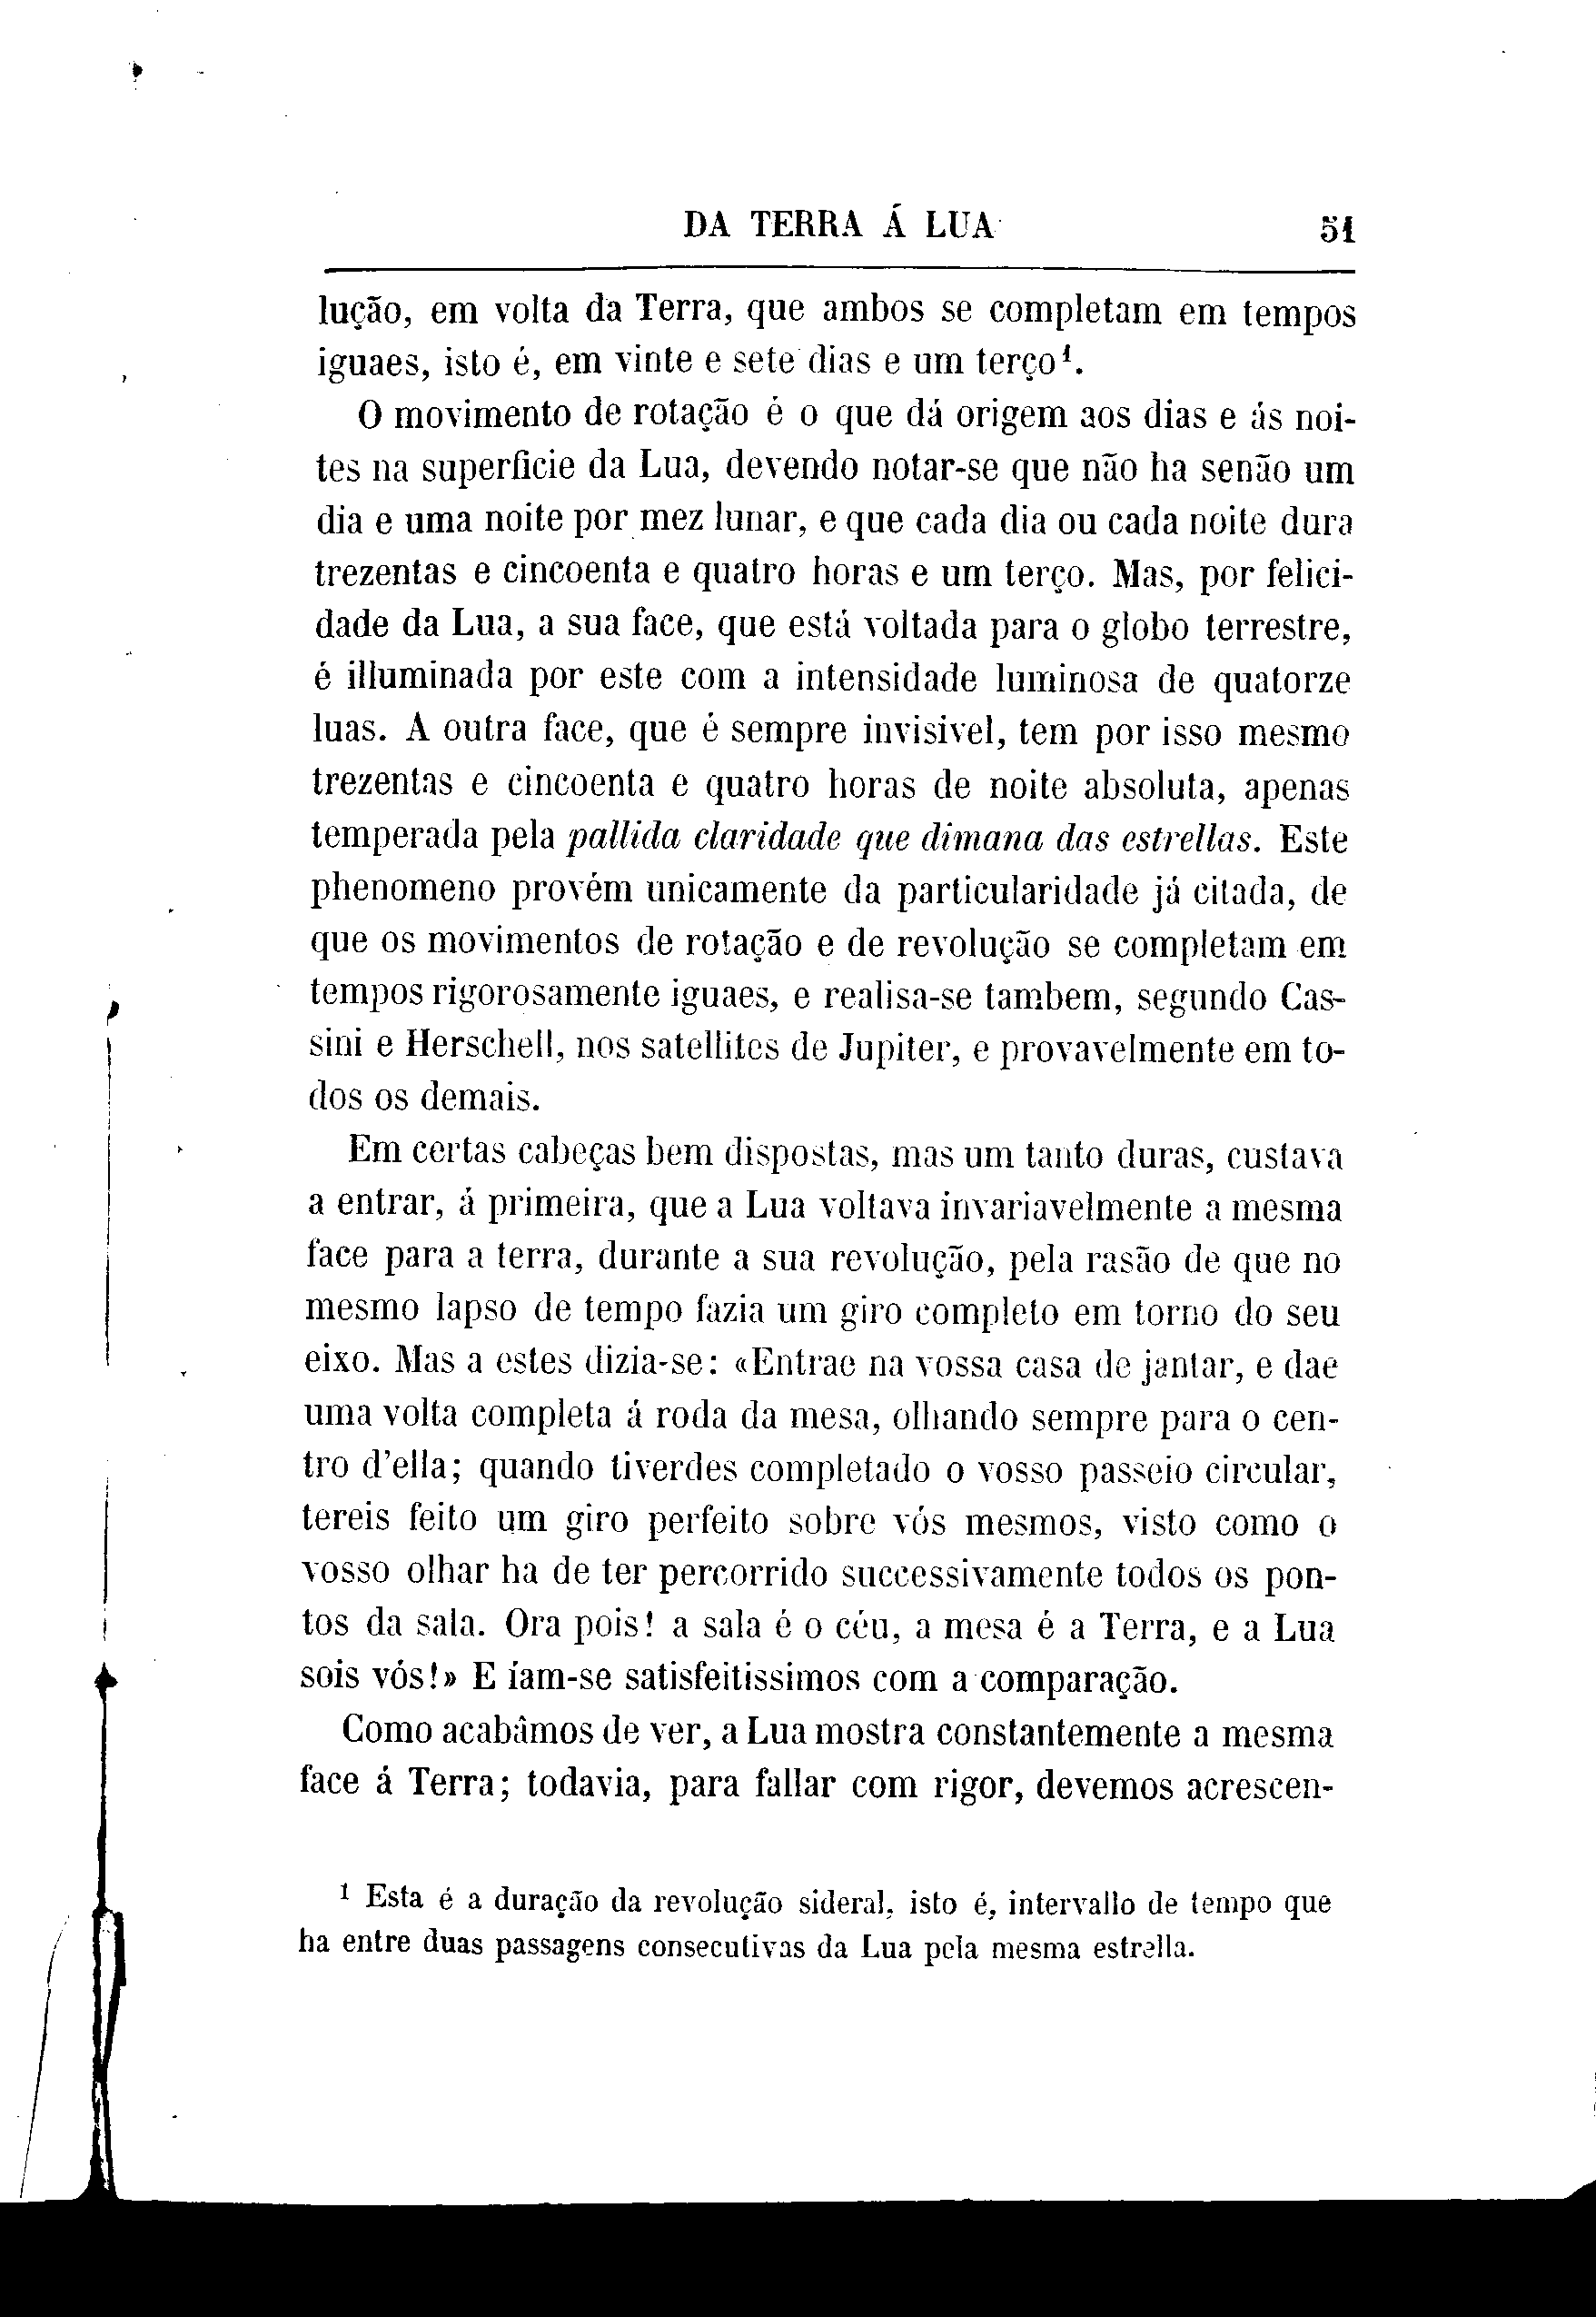 DA TERRA Á LUA 51
lução, em volta da Terra, que ambos se completam em tempos
iguaes, isto é, em vinte e sete dias e um terço¹.
O movimento de rotação é o que dá origem aos dias e ás noi-
tes na superficie da Lua, devendo notar-se que não ha senão um
dia e uma noite por mez lunar, e que cada dia ou cada noite dura
trezentas e cincoenta e quatro horas e um terço. Mas, por felici-
dade da Lua, a sua face, que está voltada para o globo terrestre,
é illuminada por este com a intensidade luminosa de quatorze
luas. A outra face, que é sempre invisivel, tem por isso mesmo
trezentas e cincoenta e quatro horas de noite absoluta, apenas
temperada pela pallida claridade que dimana das estrellas. Este
phenomeno provém unicamente da particularidade já citada, de
que os movimentos de rotação e de revolução se completam em
tempos rigorosamente iguaes, e realisa-se tambem, segundo Cas-
sini e Herschell, nos satellites de Jupiter, e provavelmente em to-
dos os demais.
Em certas cabeças bem dispostas, mas um tanto duras, custava
a entrar, á primeira, que a Lua voltava invariavelmente a mesma
face para a terra, durante a sua revolução, pela rasão de que no
mesmo lapso de tempo fazia um giro completo em torno do seu
eixo. Mas a estes dizia-se: «Entrae na vossa casa de jantar, e dae
uma volta completa á roda da mesa, olhando sempre para o cen-
tro d'ella; quando tiverdes completado o vosso passeio circular,
tereis feito um giro perfeito sobre vós mesmos, visto como o
vosso olhar ha de ter percorrido successivamente todos os pon-
tos da sala. Ora pois! a sala é o céu, a mesa é a Terra, e a Lua
sois vós!» E íam-se satisfeitissimos com a comparação.
Como acabâmos de ver, a Lua mostra constantemente a mesma
face á Terra; todavia, para fallar com rigor, devemos acrescen-
¹ Esta é a duração da revolução sideral, isto é, intervallo de tempo que
ha entre duas passagens consecutivas da Lua pela mesma estrella.